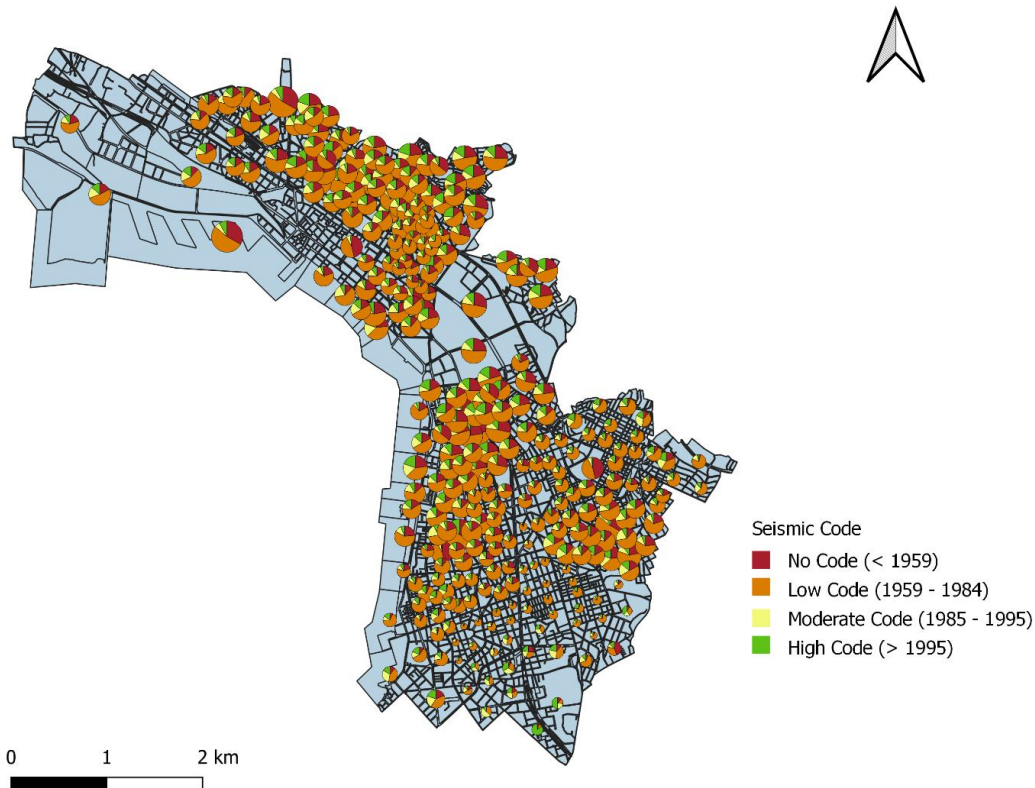 Seismic Code
No Code (< 1959)
Low Code (1959 - 1984)
Moderate Code (1985 - 1995)
High Code (> 1995)
0 1 2 km